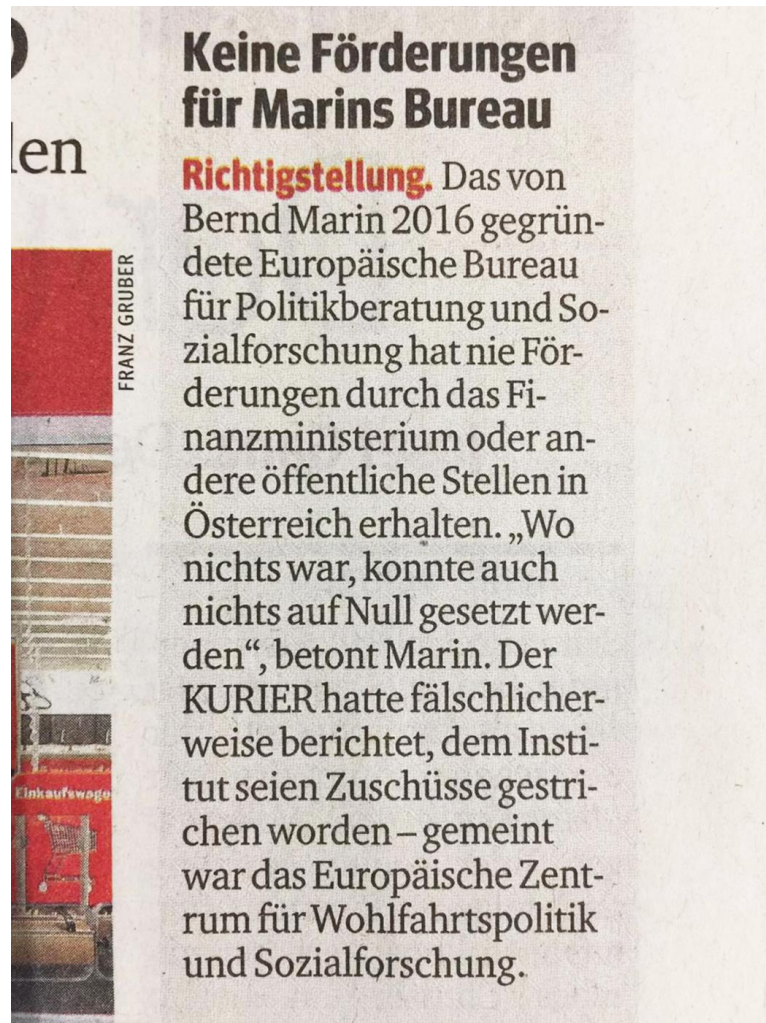 len
FRANZ GRUBER
Einkaufswage
Keine Förderungen
für Marins Bureau
Richtigstellung. Das von
Bernd Marin 2016 gegrün-
dete Europäische Bureau
für Politikberatung und So-
zialforschung hat nie För-
derungen durch das Fi-
nanzministerium oder an-
dere öffentliche Stellen in
Österreich erhalten. „Wo
nichts war, konnte auch
nichts auf Null gesetzt wer-
den“, betont Marin. Der
KURIER hatte fälschlicher-
weise berichtet, dem Insti-
tut seien Zuschüsse gestri-
chen worden – gemeint
war das Europäische Zent-
rum für Wohlfahrtspolitik
und Sozialforschung.